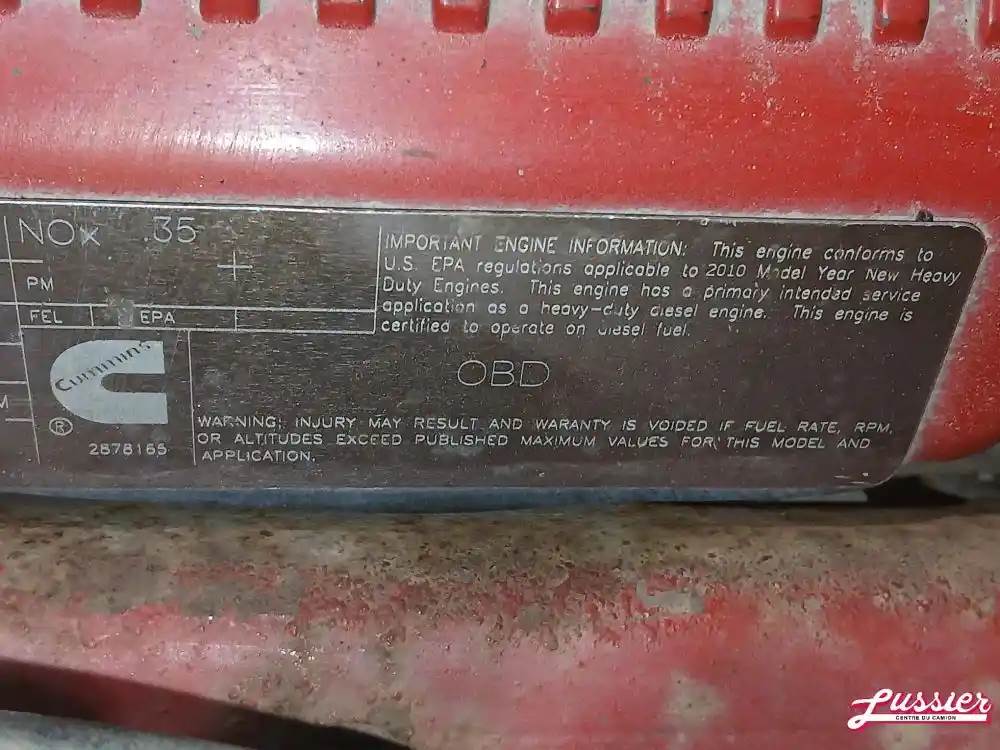 NOx .35
PM
FEL EPA
IMPORTANT ENGINE INFORMATION: This engine conforms to
U.S. EPA regulations applicable to 2010 Model Year New Heavy
Duty Engines. This engine has a primary intended service
application as a heavy-duty diesel engine. This engine is
certified to operate on diesel fuel.
OBD
Cummins
M
®
2878165
WARNING: INJURY MAY RESULT AND WARRANTY IS VOIDED IF FUEL RATE, RPM,
OR ALTITUDES EXCEED PUBLISHED MAXIMUM VALUES FOR THIS MODEL AND
APPLICATION.
Lussier
CENTRE DU CAMION